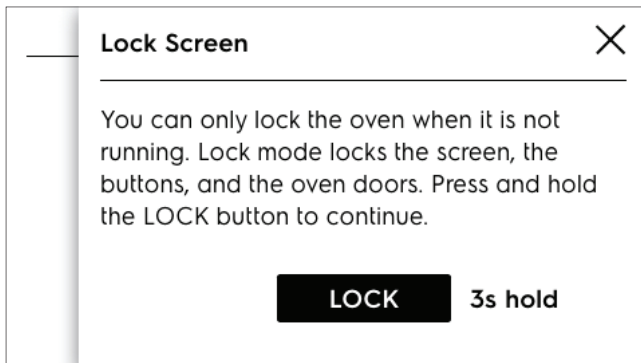 Lock Screen
You can only lock the oven when it is not
running. Lock mode locks the screen, the
buttons, and the oven doors. Press and hold
the LOCK button to continue.
LOCK 3s hold